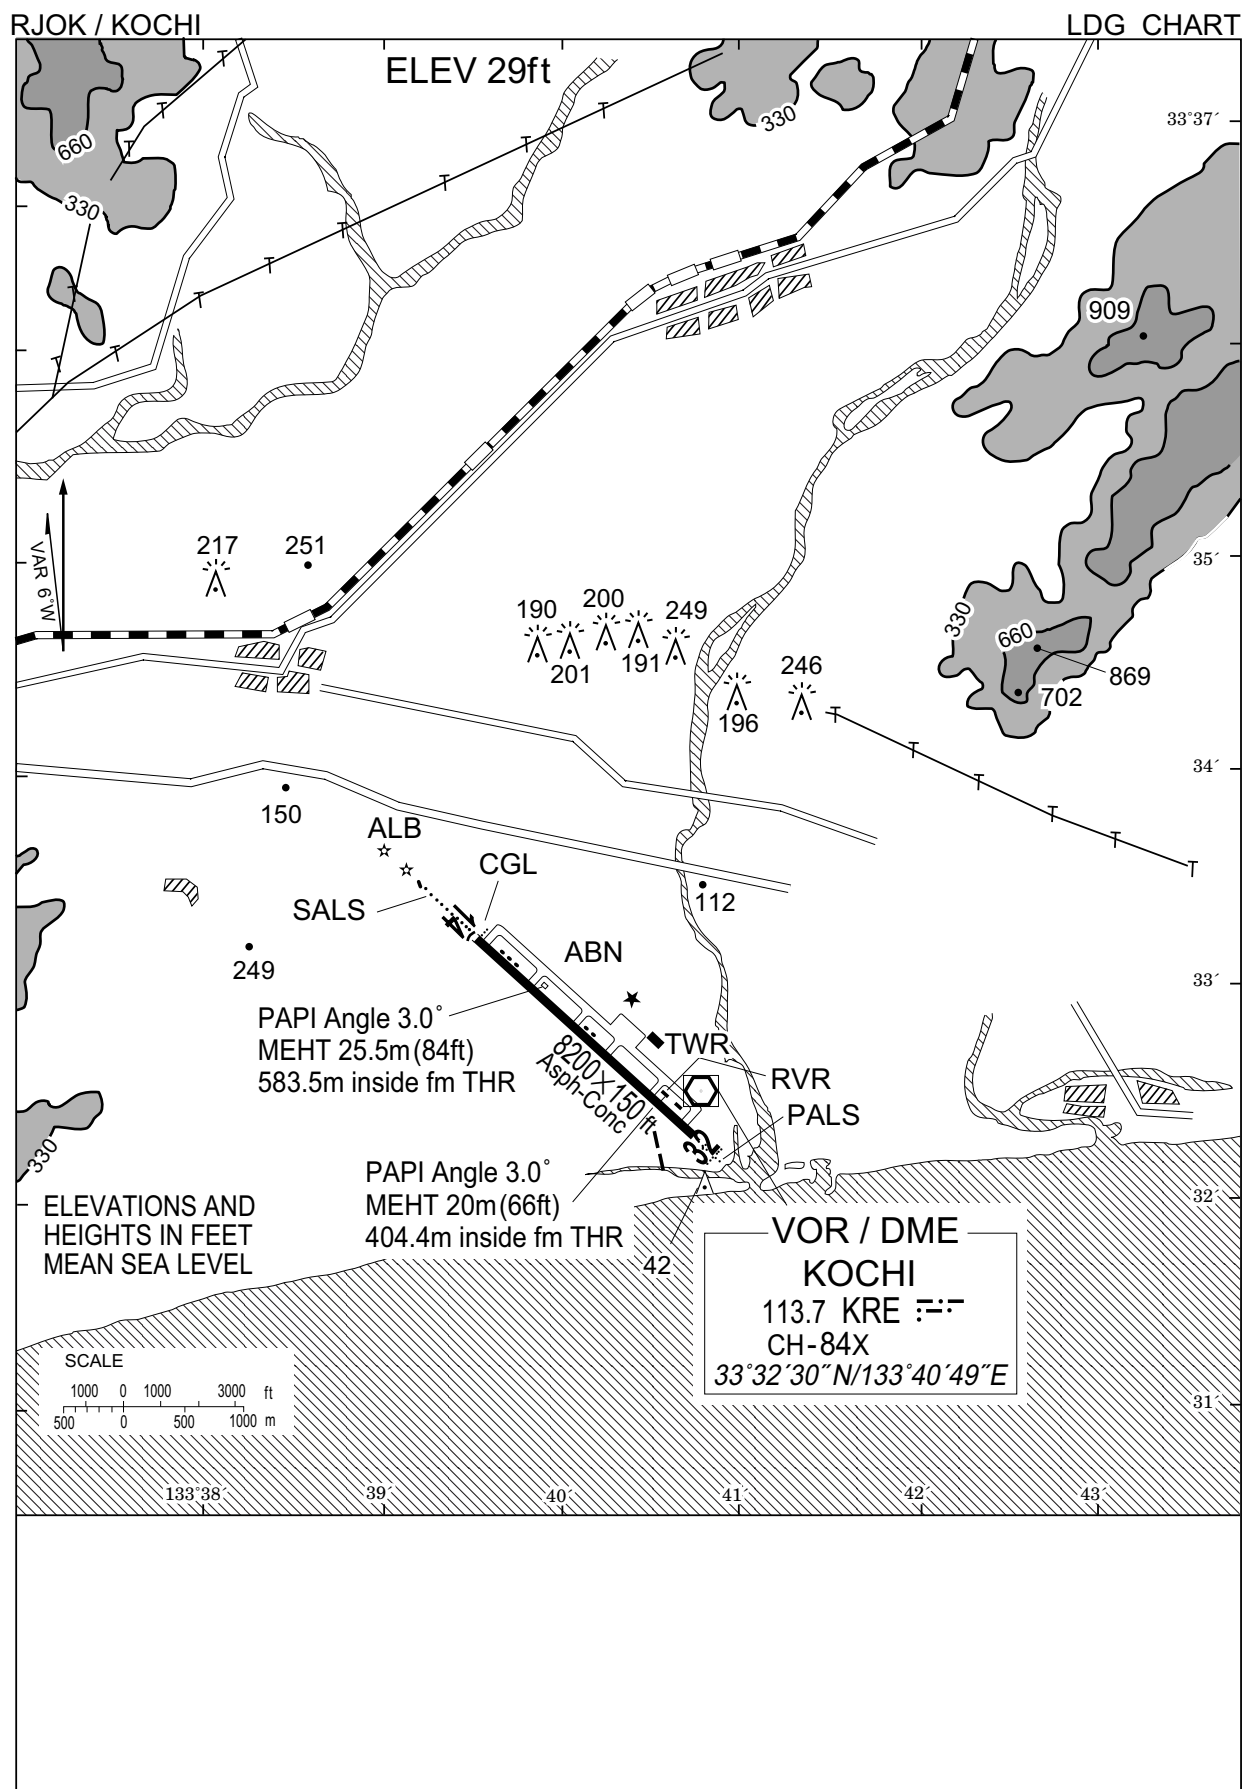 RJOK / KOCHI
LDG CHART
ELEV 29ft
33°37´
660
330
330
909
35´
VAR 6°W
217
251
190
200
249
201
191
246
196
330
660
869
702
34´
150
ALB
CGL
SALS
112
ABN
249
33´
PAPI Angle 3.0°
MEHT 25.5m(84ft)
583.5m inside fm THR
14
8200×150 ft
Asph-Conc
TWR
RVR
PALS
32
330
PAPI Angle 3.0°
MEHT 20m(66ft)
404.4m inside fm THR
32´
ELEVATIONS AND
HEIGHTS IN FEET
MEAN SEA LEVEL
42
VOR / DME
KOCHI
113.7 KRE
CH-84X
33°32´30˝N/133°40´49˝E
SCALE
1000 0 1000 3000 ft
500 0 500 1000 m
31´
133°38´
39´
40´
41´
42´
43´